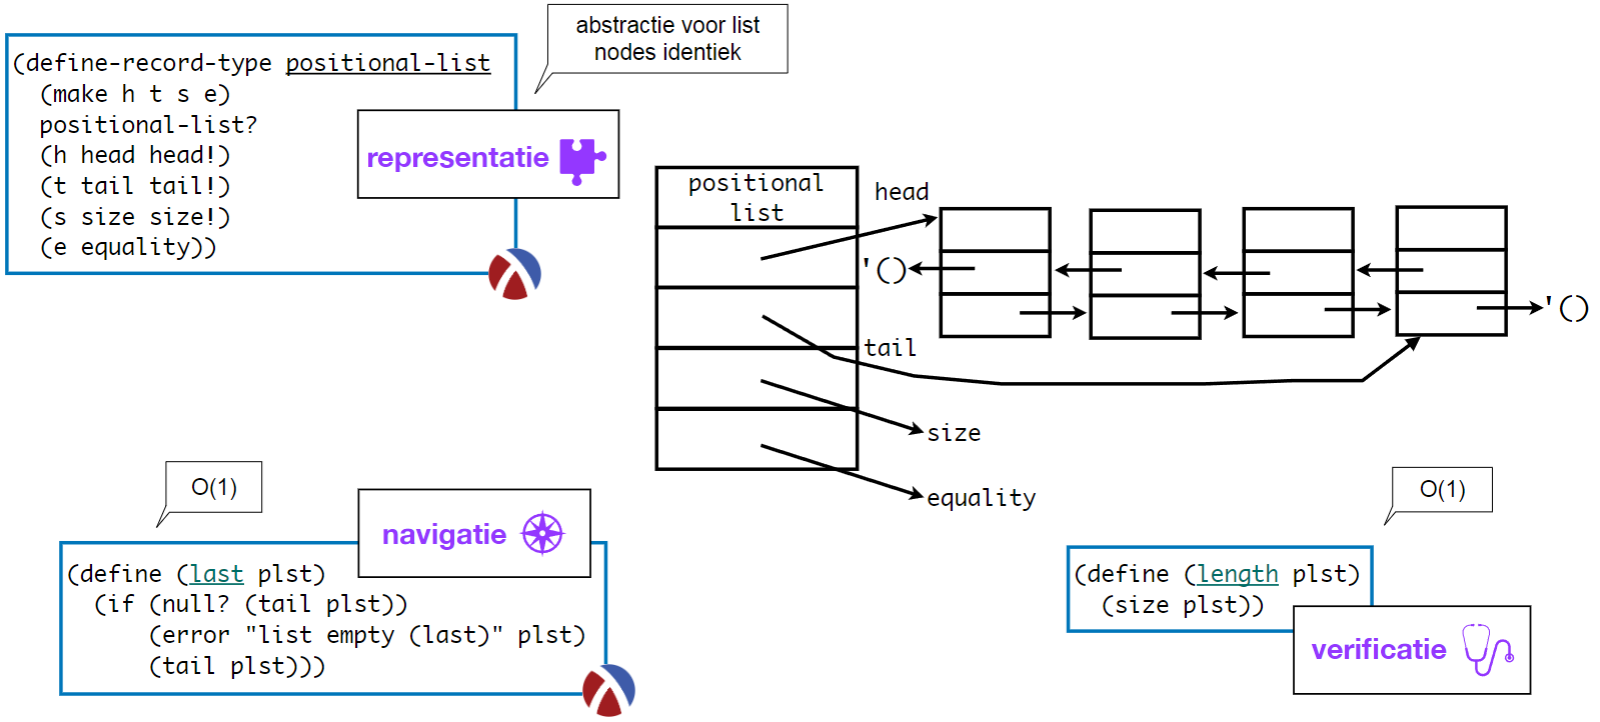 abstractie voor list
nodes identiek
(define-record-type positional-list
(make h t s e)
positional-list?
(h head head!)
(t tail tail!)
(s size size!)
(e equality))
representatie
positional
list
head
'()
'()
tail
size
equality
O(1)
navigatie
(define (last plst)
(if (null? (tail plst))
(error "list empty (last)" plst)
(tail plst)))
O(1)
(define (length plst)
(size plst))
verificatie